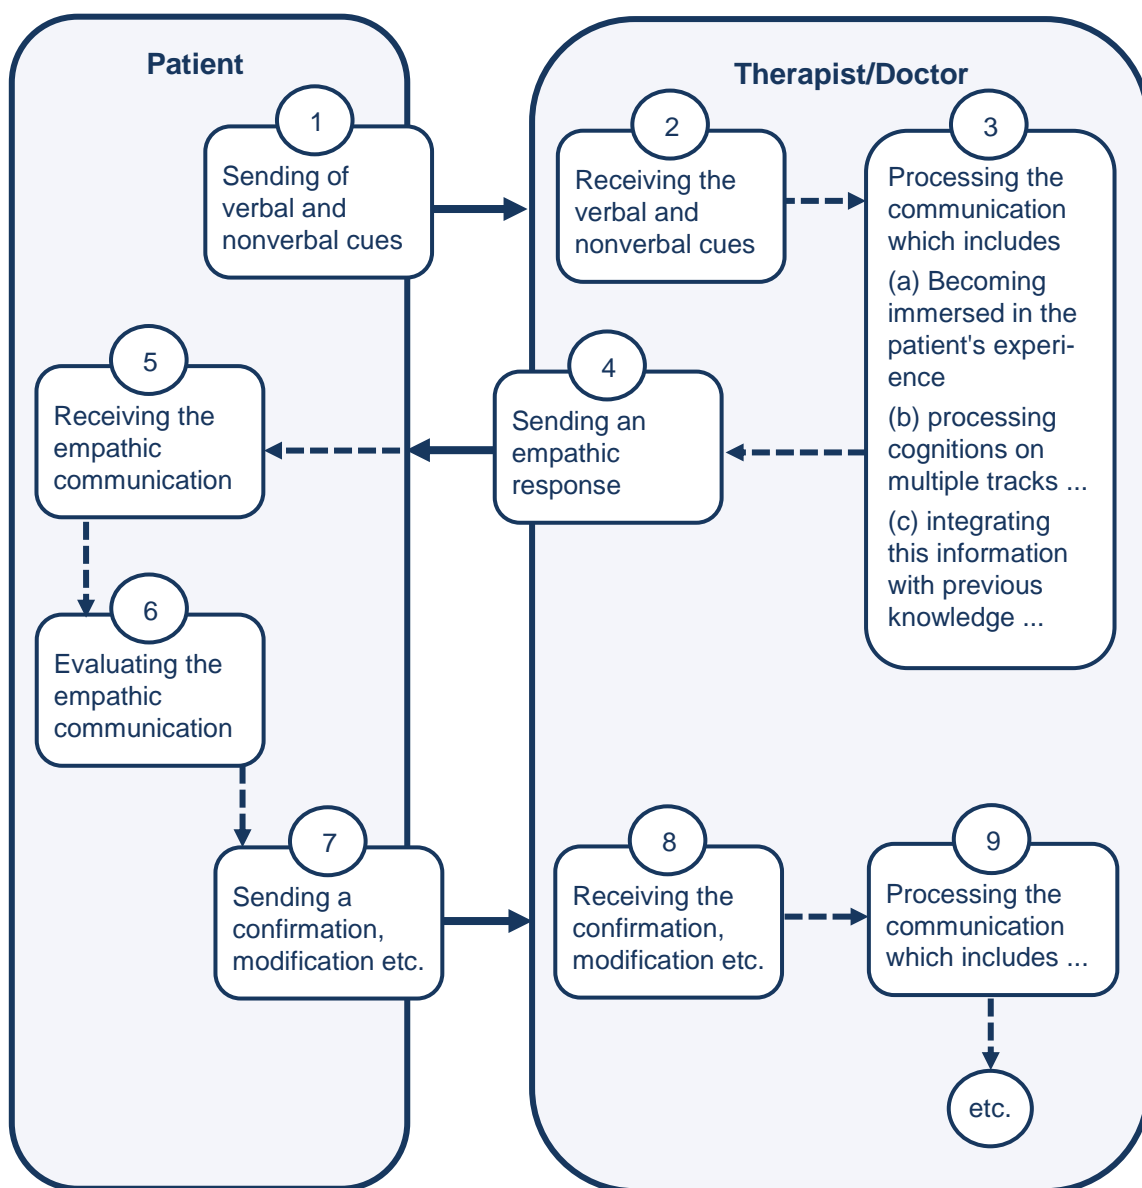 Patient
Therapist/Doctor
1
Sending of
verbal and
nonverbal cues
2
Receiving the
verbal and
nonverbal cues
3
Processing the
communication
which includes
(a) Becoming
immersed in the
patient's experi-
ence
(b) processing
cognitions on
multiple tracks ...
(c) integrating
this information
with previous
knowledge ...
4
Sending an
empathic
response
5
Receiving the
empathic
communication
6
Evaluating the
empathic
communication
7
Sending a
confirmation,
modification etc.
8
Receiving the
confirmation,
modification etc.
9
Processing the
communication
which includes ...
etc.